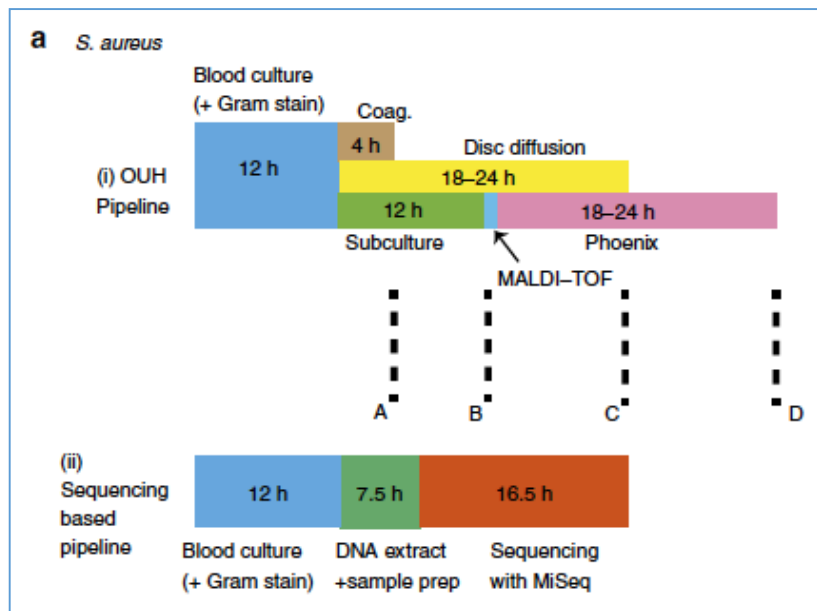 a S. aureus
Blood culture
(+ Gram stain)
Coag.
4 h
Disc diffusion
12 h
(i) OUH
Pipeline
18–24 h
12 h
18–24 h
Subculture
Phoenix
MALDI–TOF
A B C D
(ii)
Sequencing
based
pipeline
12 h 7.5 h 16.5 h
Blood culture
(+ Gram stain)
DNA extract
+sample prep
Sequencing
with MiSeq